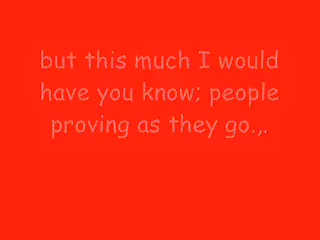 but this much I would
have you know; people
proving as they go.,.